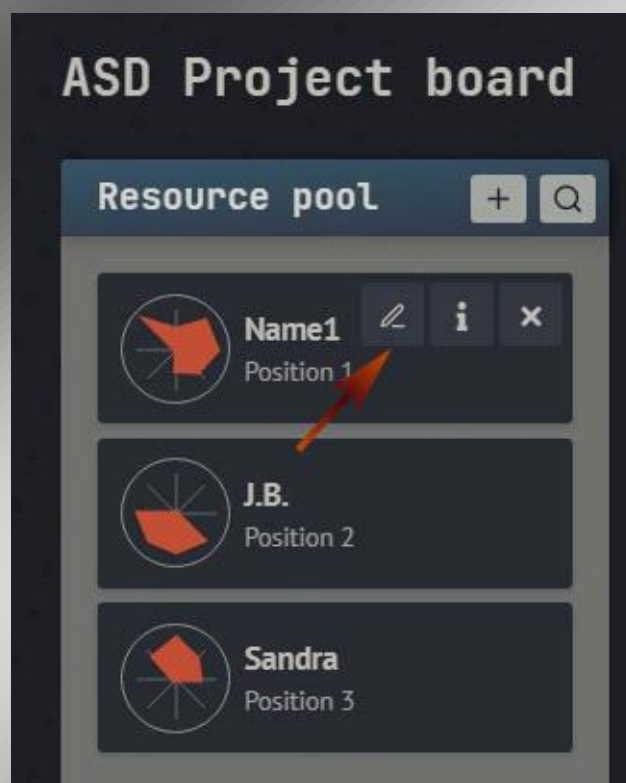 ASD Project board
Resource pool
Name1
Position 1
J.B.
Position 2
Sandra
Position 3